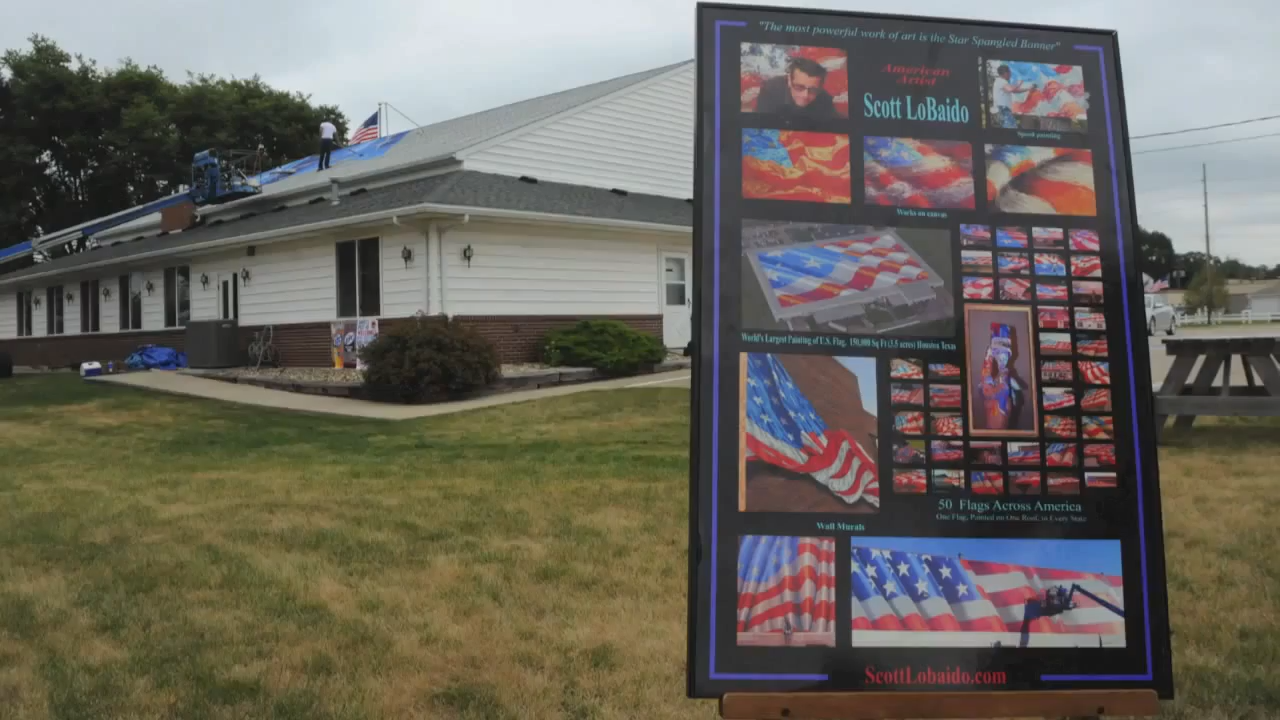 "The most powerful work of art is the Star Spangled Banner"
American
Artist
Scott LoBaido
Speed painting
Works on canvas
World's Largest Painting of U.S. Flag. 150,000 Sq Ft (3.5 acres) Houston Texas
50 Flags Across America
One Flag, Painted on One Roof, in Every State
Wall Murals
ScottLobaido.com